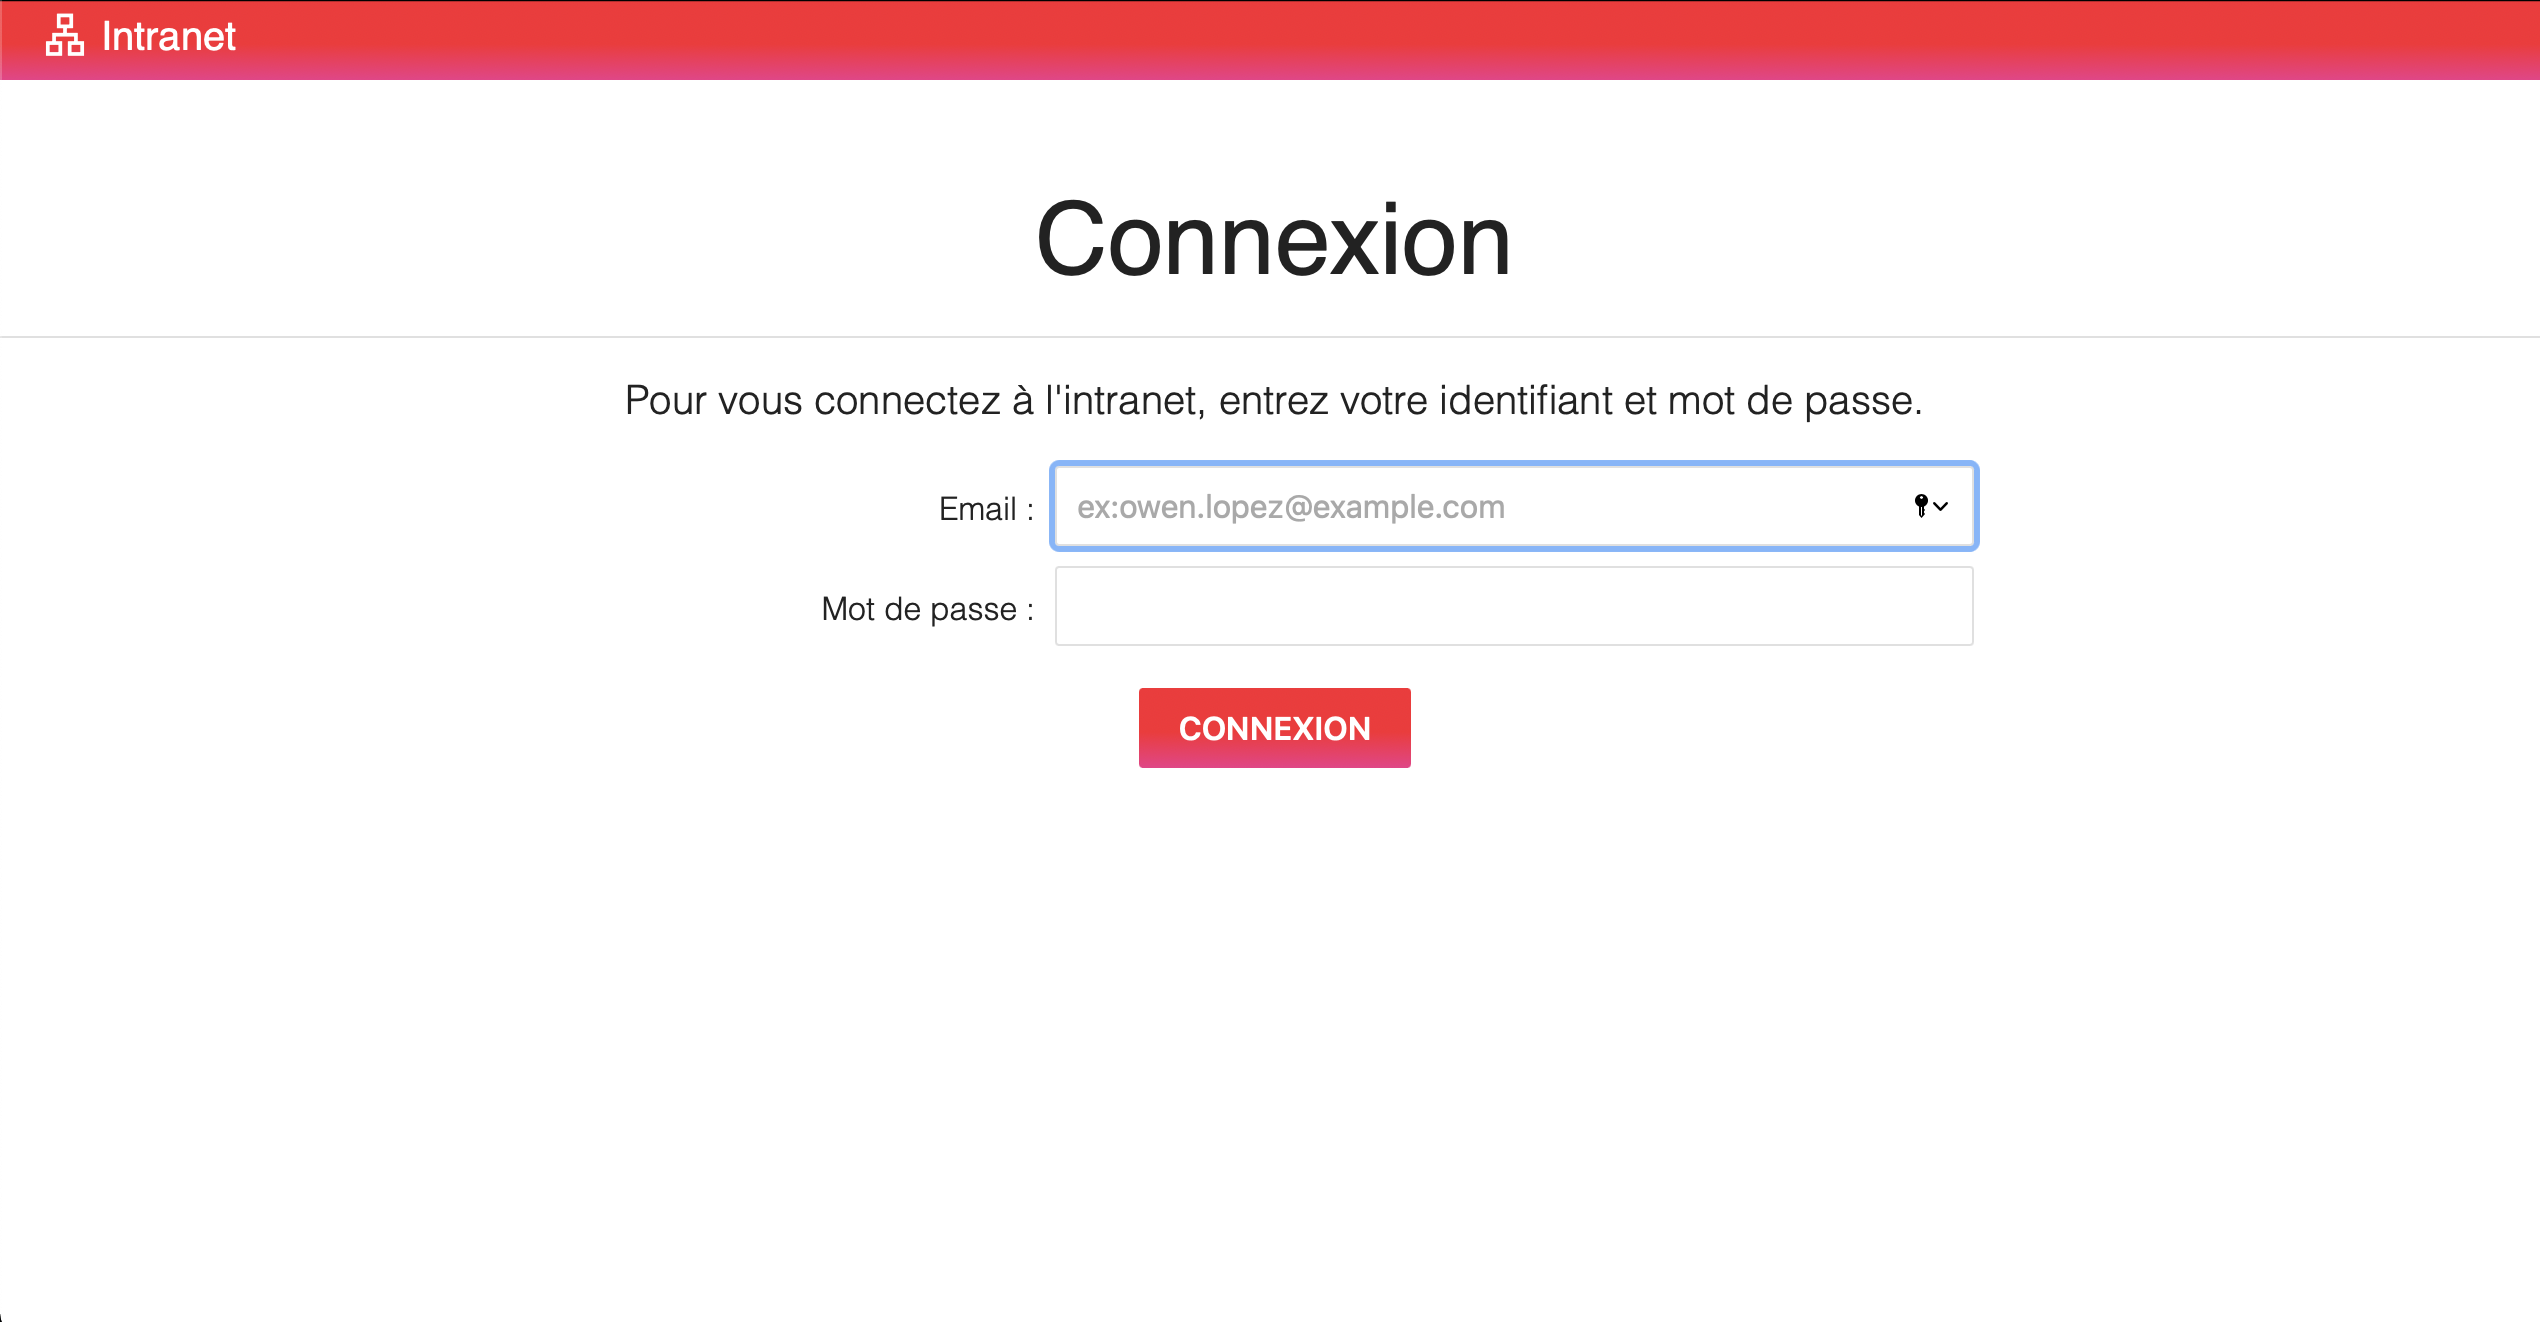 Intranet
Connexion
Pour vous connectez à l'intranet, entrez votre identifiant et mot de passe.
Email :
ex:owen.lopez@example.com
Mot de passe :
CONNEXION